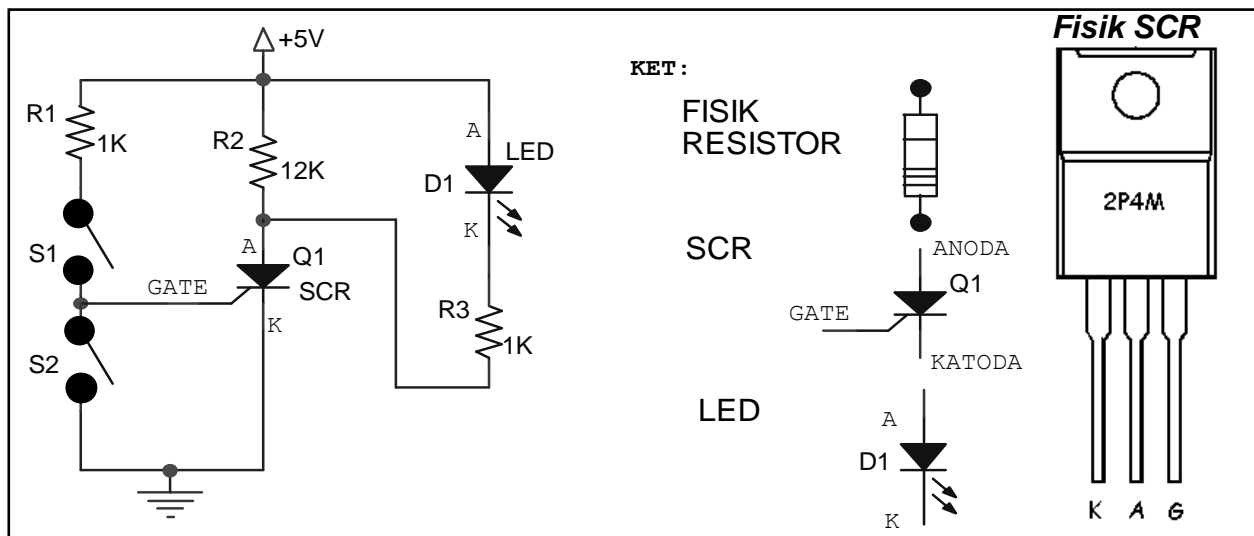 +5V
R1
1K
R2
12K
A
LED
D1
K
S1
A
Q1
GATE
SCR
K
R3
1K
S2
KET:
FISIK
RESISTOR
SCR
ANODA
Q1
GATE
KATODA
LED
A
D1
K
Fisik SCR
2P4M
K A G